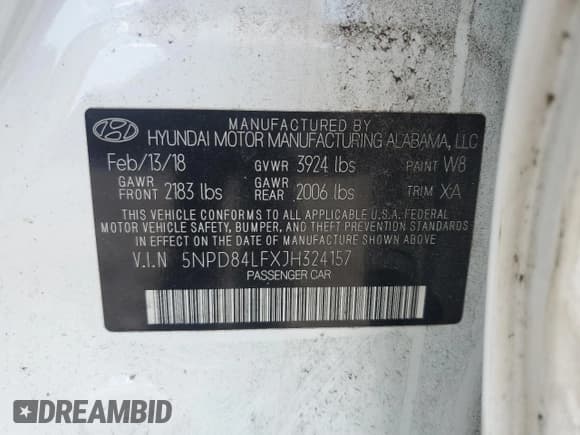 MANUFACTURED BY
HYUNDAI MOTOR MANUFACTURING ALABAMA, LLC
Feb/13/18 GVWR 3924 lbs PAINT W8
GAWR FRONT 2183 lbs GAWR REAR 2006 lbs TRIM XA
THIS VEHICLE CONFORMS TO ALL APPLICABLE U.S.A. FEDERAL
MOTOR VEHICLE SAFETY, BUMPER, AND THEFT PREVENTION STANDARDS
IN EFFECT ON THE DATE OF MANUFACTURE SHOWN ABOVE.
V.I.N 5NPD84LFXJH324157
PASSENGER CAR
DREAMBID